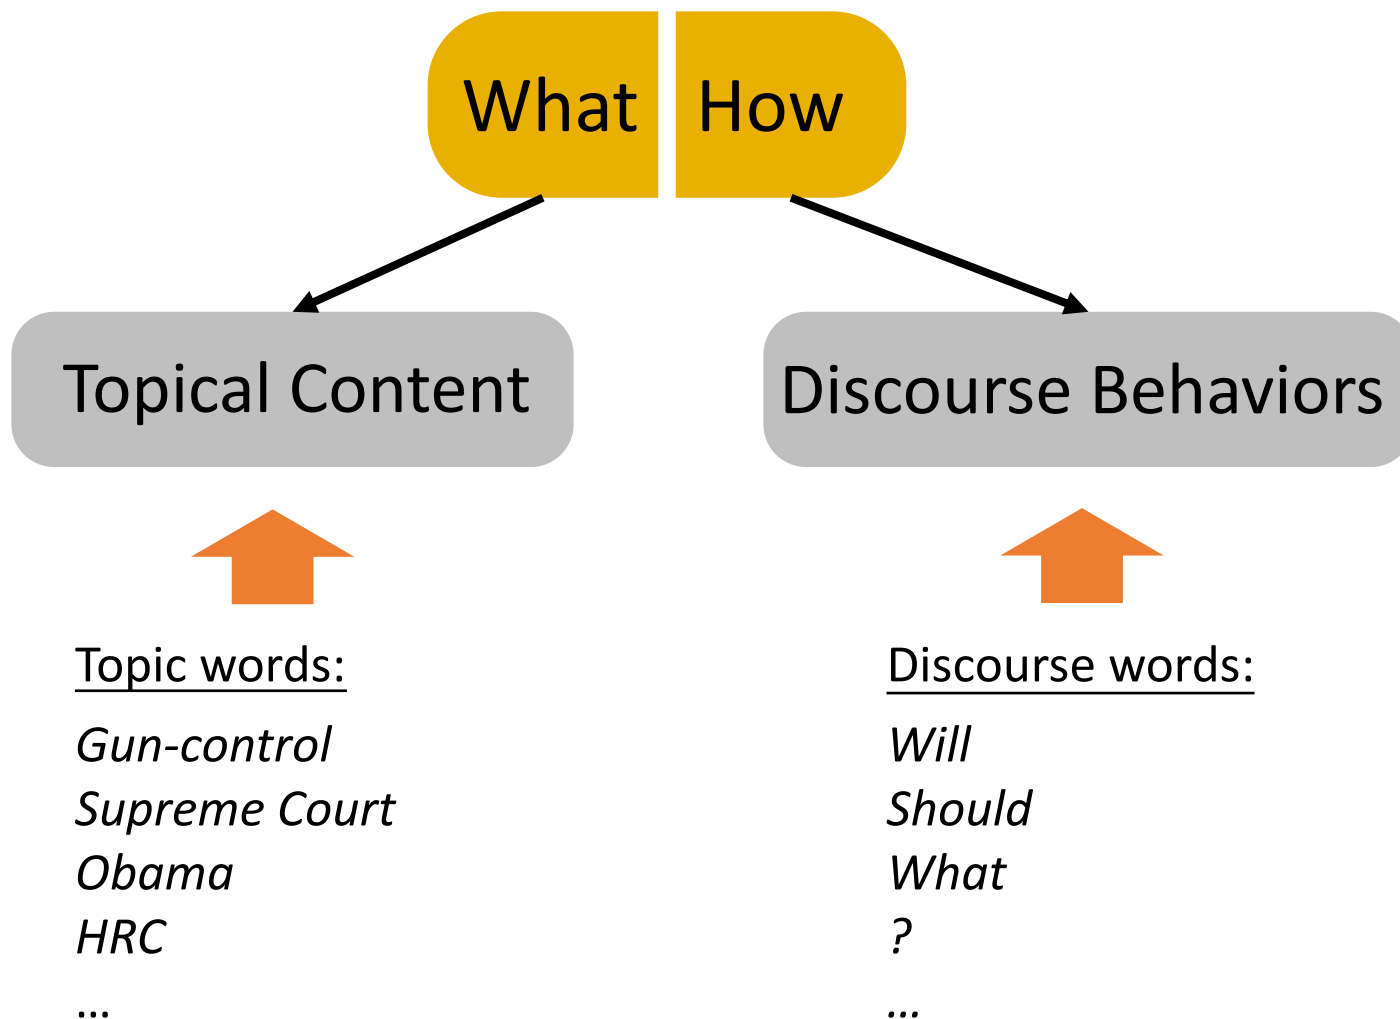 What How
Topical Content
Discourse Behaviors
Topic words:
Gun-control
Supreme Court
Obama
HRC
...
Discourse words:
Will
Should
What
?
...